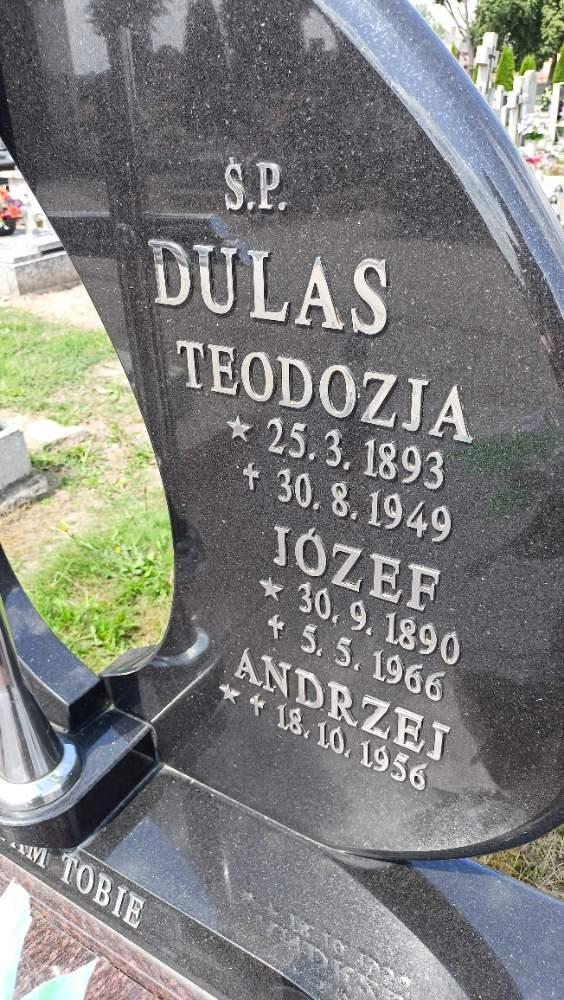 Ś.P.
DULAS
TEODOZJA
★ 25. 3. 1893
✝ 30. 8. 1949
JÓZEF
★ 30. 9. 1890
✝ 5. 5. 1966
ANDRZEJ
★ ✝ 18. 10. 1956
TOBIE